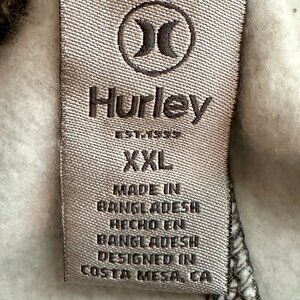 Hurley
EST.1999
XXL
MADE IN
BANGLADESH
HECHO EN
BANGLADESH
DESIGNED IN
COSTA MESA, CA